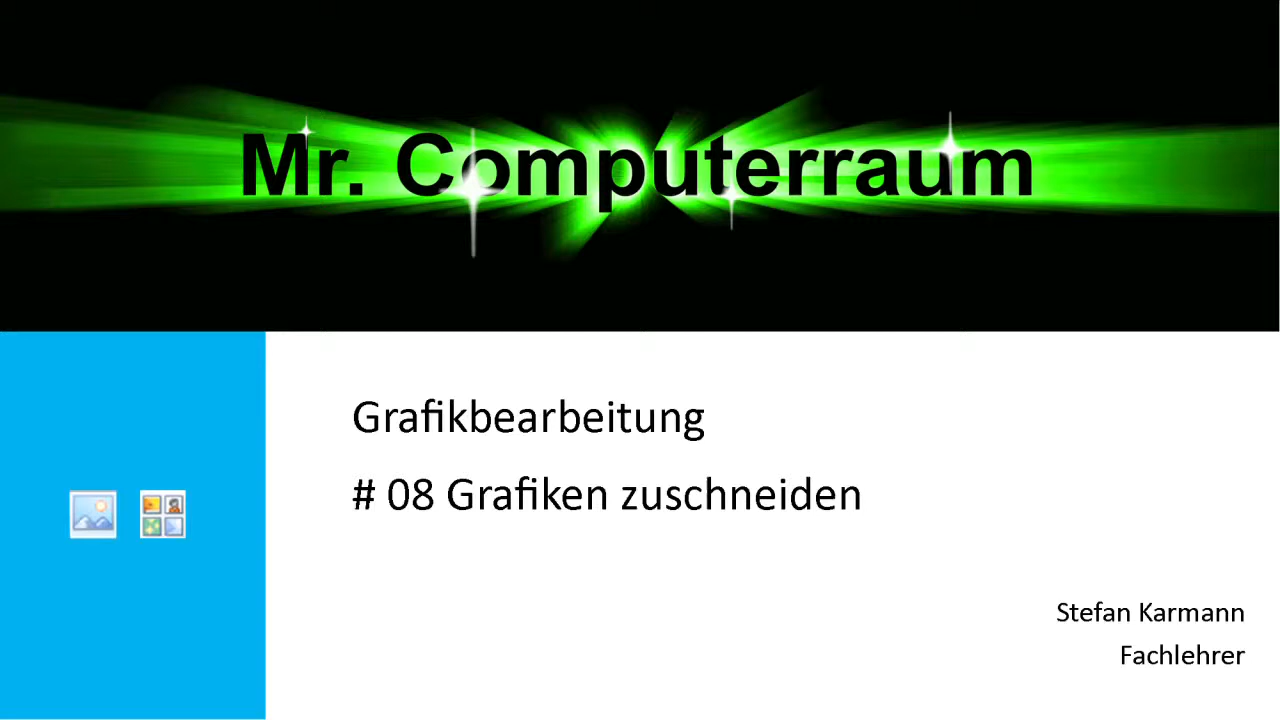 Mr. Computerraum
Grafikbearbeitung
# 08 Grafiken zuschneiden
Stefan Karmann
Fachlehrer